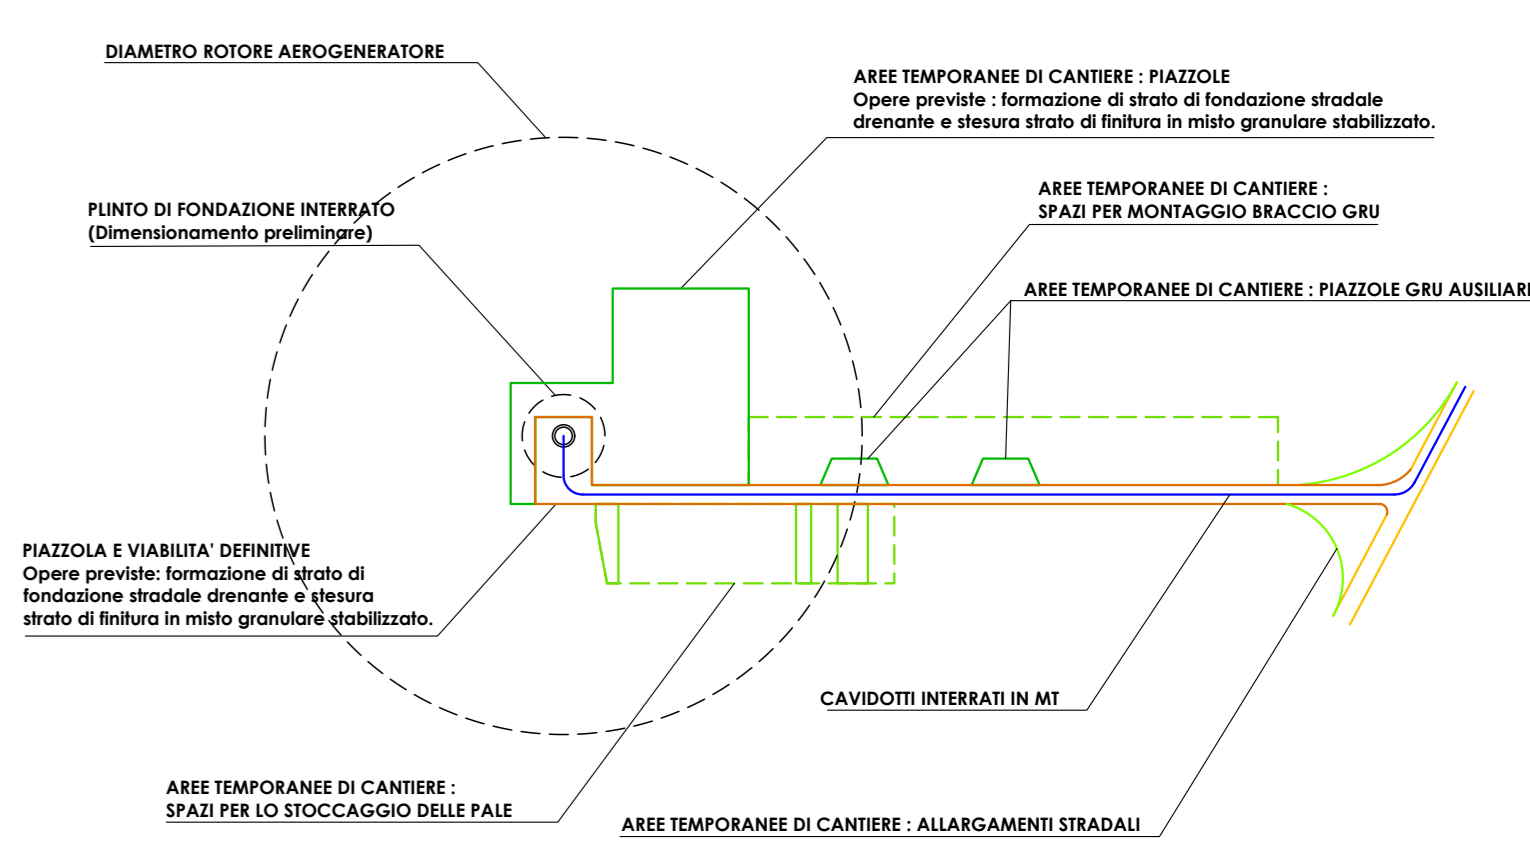 DIAMETRO ROTORE AEROGENERATORE
AREE TEMPORANEE DI CANTIERE : PIAZZOLE
Opere previste : formazione di strato di fondazione stradale
drenante e stesura strato di finitura in misto granulare stabilizzato.
AREE TEMPORANEE DI CANTIERE :
SPAZI PER MONTAGGIO BRACCIO GRU
PLINTO DI FONDAZIONE INTERRATO
(Dimensionamento preliminare)
AREE TEMPORANEE DI CANTIERE : PIAZZOLE GRU AUSILIARI
PIAZZOLA E VIABILITA' DEFINITIVE
Opere previste: formazione di strato di
fondazione stradale drenante e stesura
strato di finitura in misto granulare stabilizzato.
CAVIDOTTI INTERRATI IN MT
AREE TEMPORANEE DI CANTIERE :
SPAZI PER LO STOCCAGGIO DELLE PALE
AREE TEMPORANEE DI CANTIERE : ALLARGAMENTI STRADALI